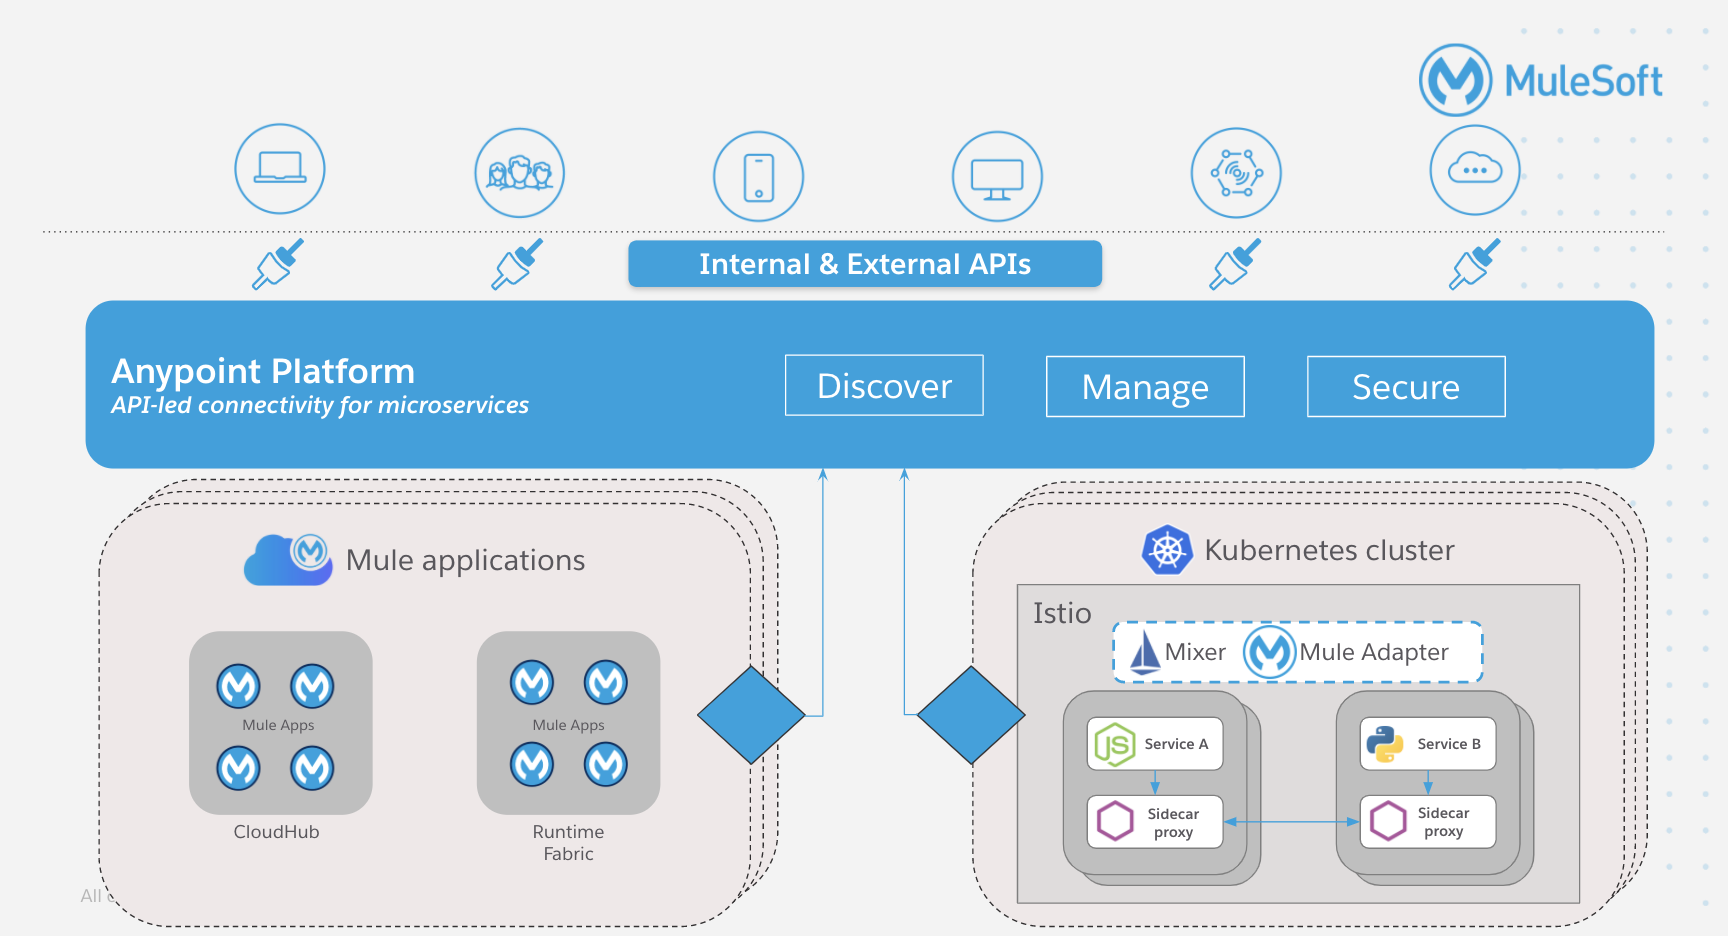 MuleSoft
Internal & External APIs
Anypoint Platform
API-led connectivity for microservices
Discover
Manage
Secure
Mule applications
Mule Apps
CloudHub
Mule Apps
Runtime
Fabric
Kubernetes cluster
Istio
Mixer
Mule Adapter
JS
Service A
Sidecar
proxy
Service B
Sidecar
proxy
All